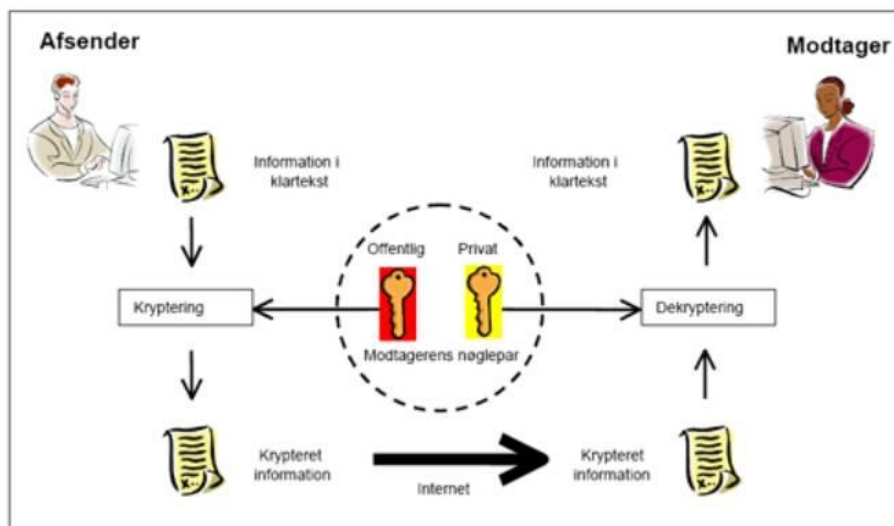 Afsender
Modtager
Information i
klartekst
Information i
klartekst
Offentlig
Privat
Kryptering
Dekryptering
Modtagerens nøglepar
Krypteret
information
Internet
Krypteret
information